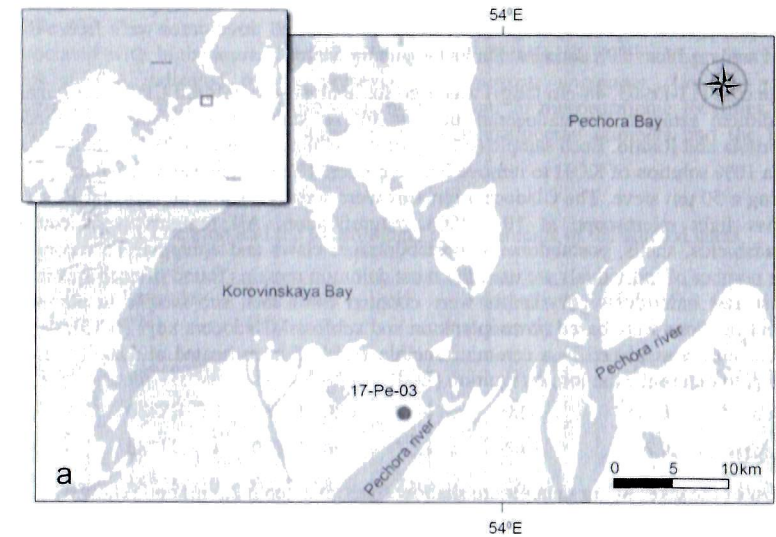 54°E
Pechora Bay
Korovinskaya Bay
Pechora river
17-Pe-03
Pechora river
0 5 10km
a
54°E